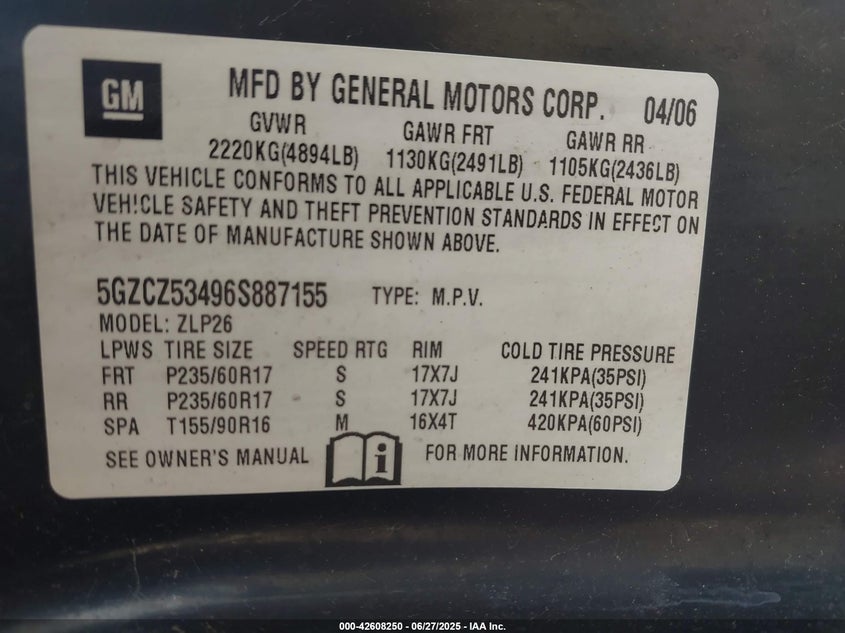 GM
MFD BY GENERAL MOTORS CORP. 04/06
GVWR GAWR FRT GAWR RR
2220KG(4894LB) 1130KG(2491LB) 1105KG(2436LB)
THIS VEHICLE CONFORMS TO ALL APPLICABLE U.S. FEDERAL MOTOR
VEHICLE SAFETY AND THEFT PREVENTION STANDARDS IN EFFECT ON
THE DATE OF MANUFACTURE SHOWN ABOVE.
5GZCZ53496S887155 TYPE: M.P.V.
MODEL: ZLP26
LPWS TIRE SIZE SPEED RTG RIM COLD TIRE PRESSURE
FRT P235/60R17 S 17X7J 241KPA(35PSI)
RR P235/60R17 S 17X7J 241KPA(35PSI)
SPA T155/90R16 M 16X4T 420KPA(60PSI)
SEE OWNER'S MANUAL i FOR MORE INFORMATION.
000-42608250 | 06/27/2025 - IAA Inc.